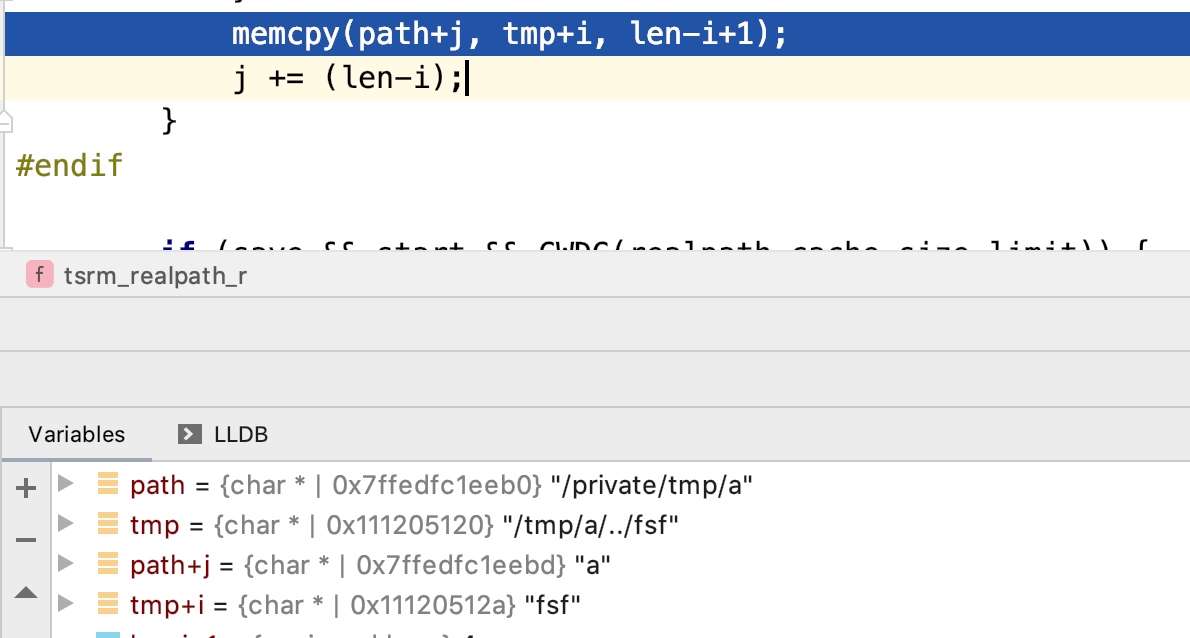 memcpy(path+j, tmp+i, len-i+1);
j += (len-i);
}
#endif
if (save && start && CWDG(realpath_cache_size_limit)) {
f tsrm_realpath_r
Variables LLDB
path = {char * | 0x7ffedfc1eeb0} "/private/tmp/a"
tmp = {char * | 0x111205120} "/tmp/a/../fsf"
path+j = {char * | 0x7ffedfc1eebd} "a"
tmp+i = {char * | 0x11120512a} "fsf"